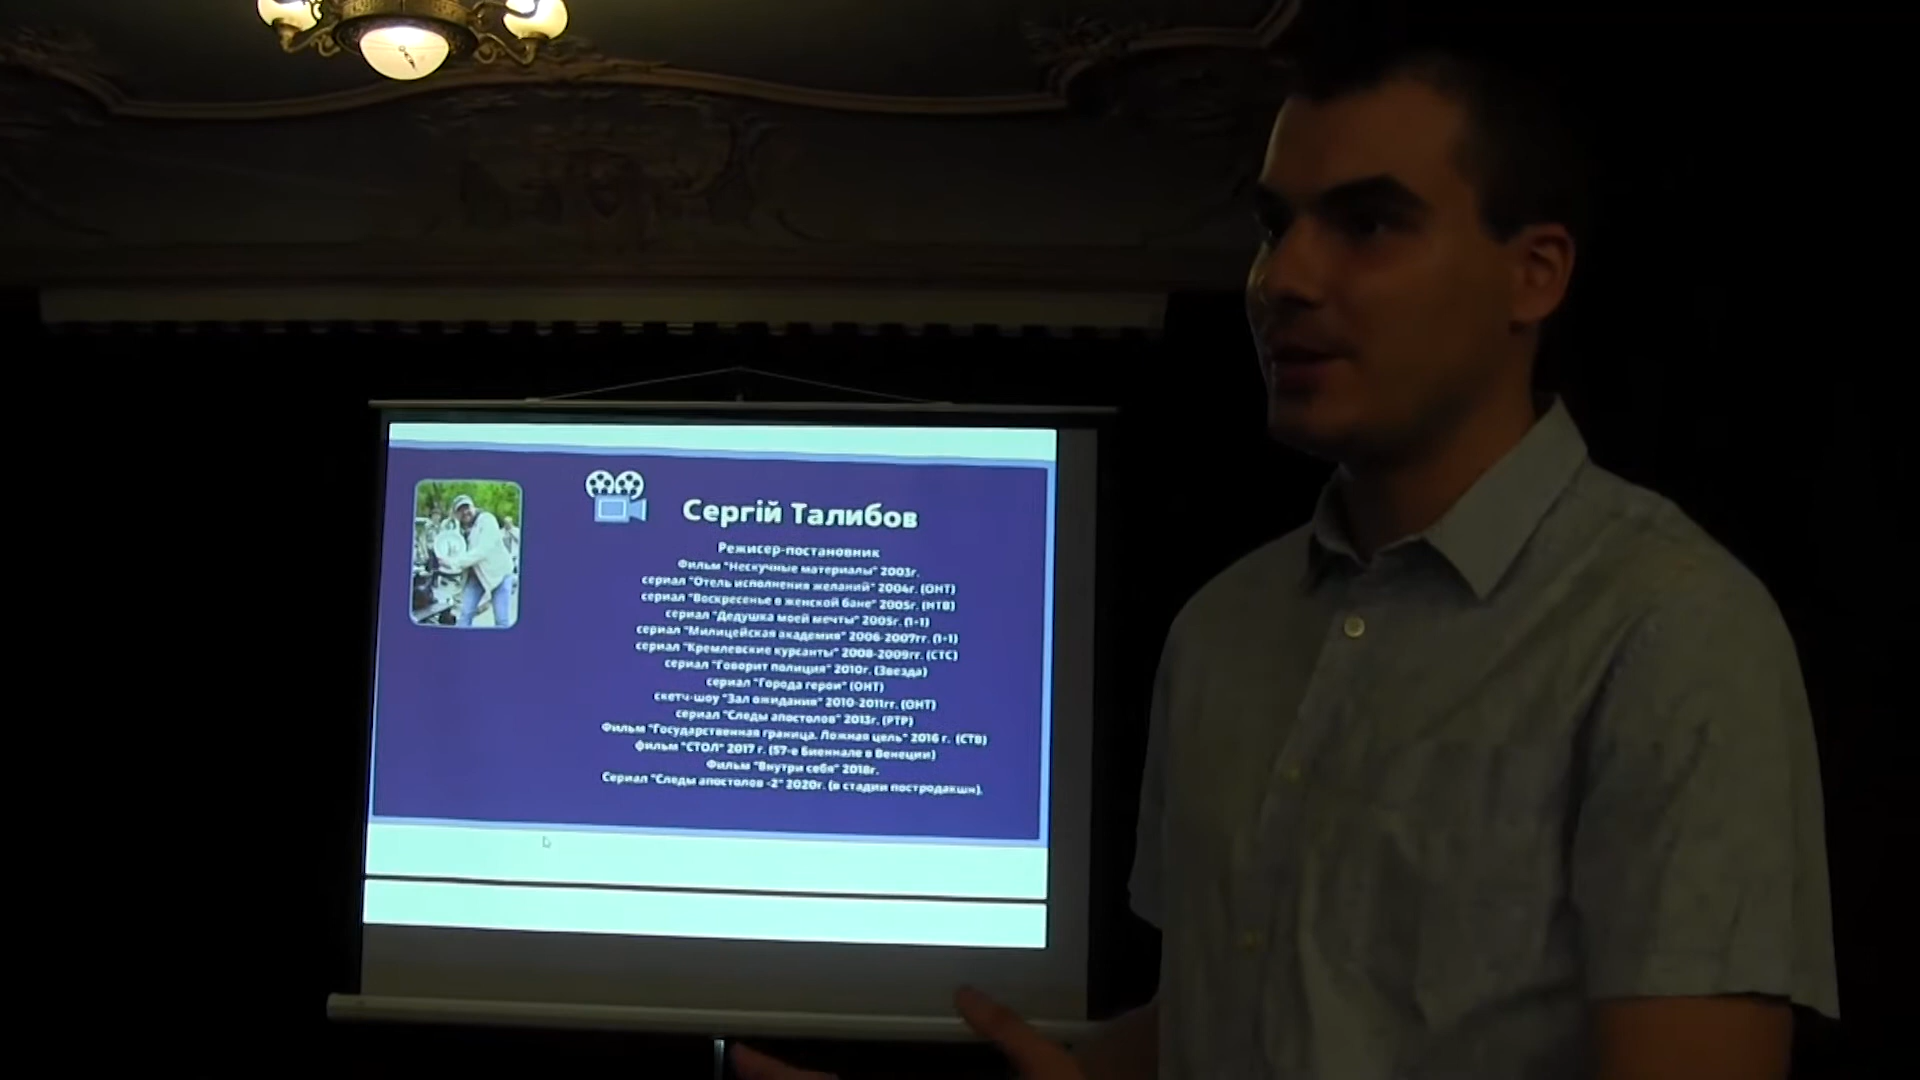 Сергій Талибов
Режисер-постановник
Фильм "Нескучные материалы" 2003г.
сериал "Отель исполнения желаний" 2004г. (ОНТ)
сериал "Воскресенье в женской бане" 2005г. (НТВ)
сериал "Дедушка моей мечты" 2005г. (1+1)
сериал "Милицейская академия" 2006-2007гг. (1+1)
сериал "Кремлевские курсанты" 2008-2009гг. (СТС)
сериал "Говорит полиция" 2010г. (Звезда)
сериал "Города герои" (ОНТ)
скетч-шоу "Зал ожидания" 2010-2011гг. (ОНТ)
сериал "Следы апостолов" 2013г. (РТР)
Фильм "Государственная граница. Ложная цель" 2016 г. (СТВ)
фильм "СТОЛ" 2017 г. (57-е Биеннале в Венеции)
Фильм "Внутри себя" 2018г.
Сериал "Следы апостолов -2" 2020г. (в стадии постродакшн).